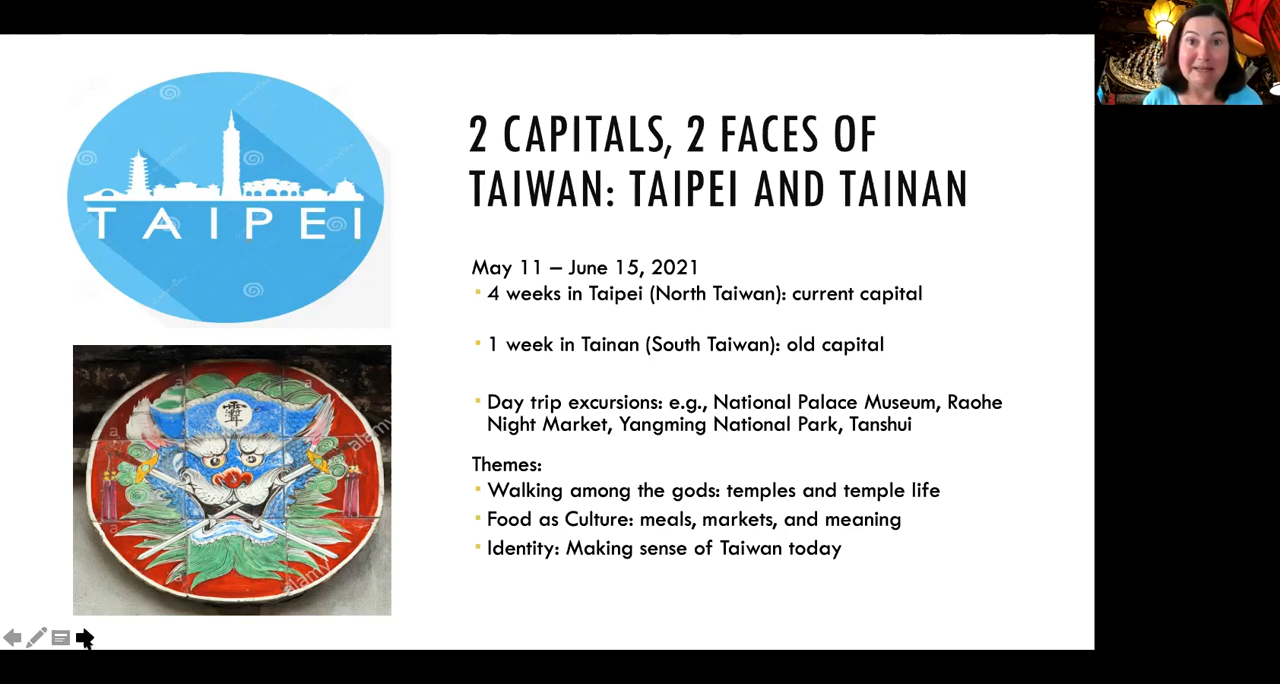 TAIPEI
2 CAPITALS, 2 FACES OF
TAIWAN: TAIPEI AND TAINAN
May 11 – June 15, 2021
4 weeks in Taipei (North Taiwan): current capital
1 week in Tainan (South Taiwan): old capital
Day trip excursions: e.g., National Palace Museum, Raohe
Night Market, Yangming National Park, Tanshui
Themes:
Walking among the gods: temples and temple life
Food as Culture: meals, markets, and meaning
Identity: Making sense of Taiwan today
alamy
alamy